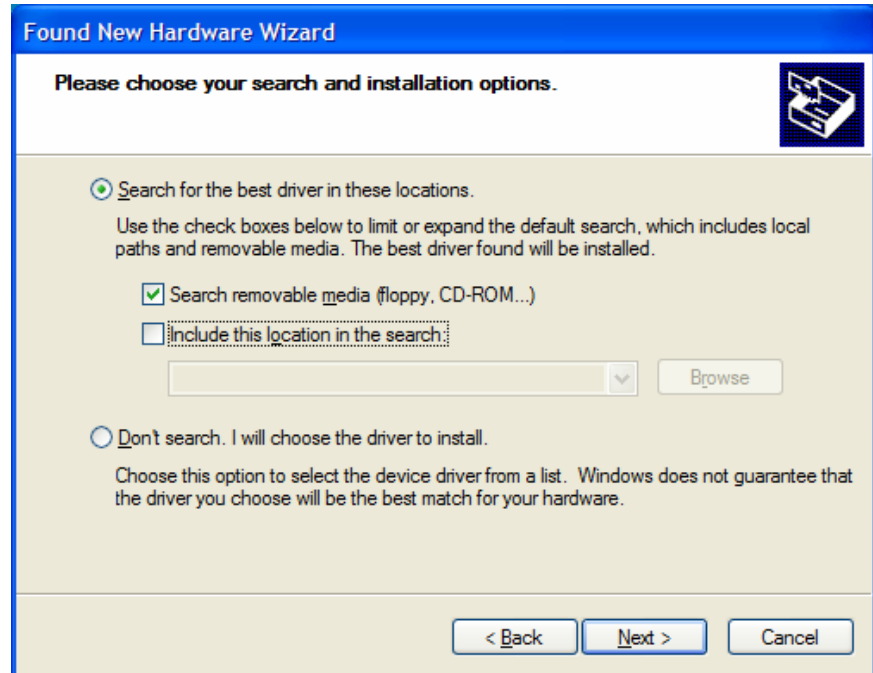 Found New Hardware Wizard
Please choose your search and installation options.
Search for the best driver in these locations.
Use the check boxes below to limit or expand the default search, which includes local
paths and removable media. The best driver found will be installed.
Search removable media (floppy, CD-ROM...)
Include this location in the search:
Browse
Don't search. I will choose the driver to install.
Choose this option to select the device driver from a list.  Windows does not guarantee that
the driver you choose will be the best match for your hardware.
< Back Next > Cancel